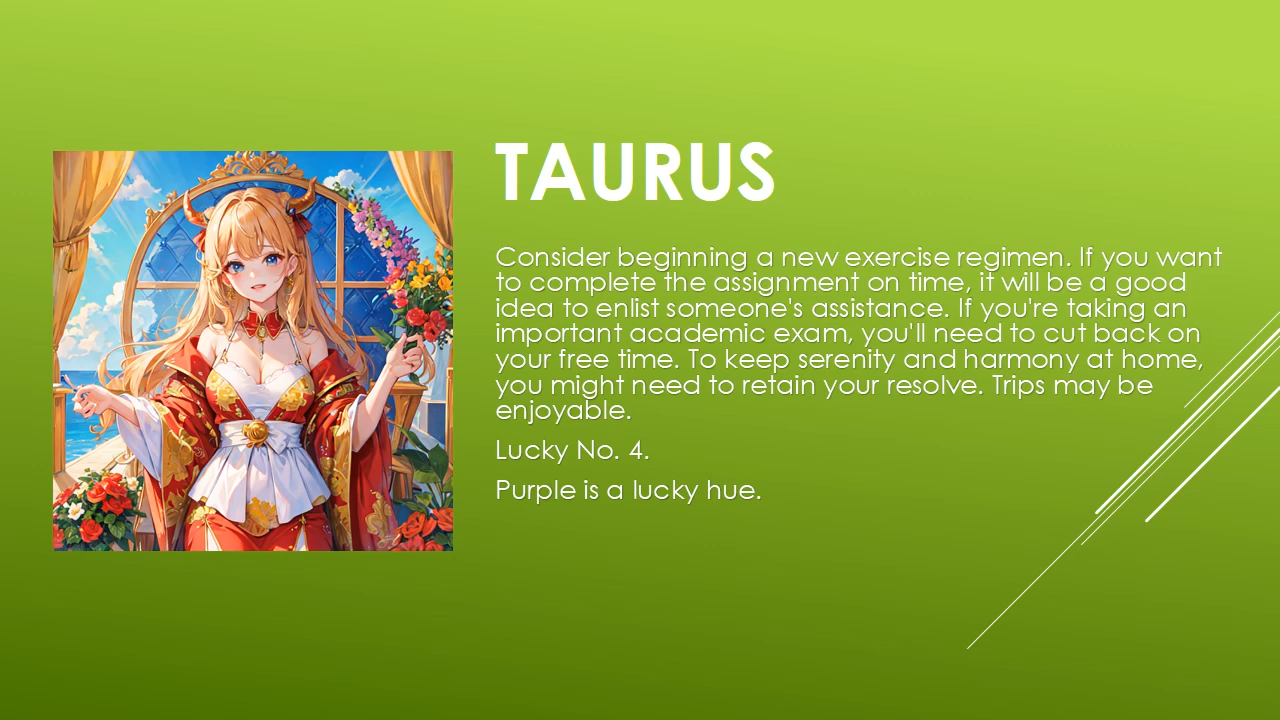 TAURUS
Consider beginning a new exercise regimen. If you want
to complete the assignment on time, it will be a good
idea to enlist someone's assistance. If you're taking an
important academic exam, you'll need to cut back on
your free time. To keep serenity and harmony at home,
you might need to retain your resolve. Trips may be
enjoyable.
Lucky No. 4.
Purple is a lucky hue.